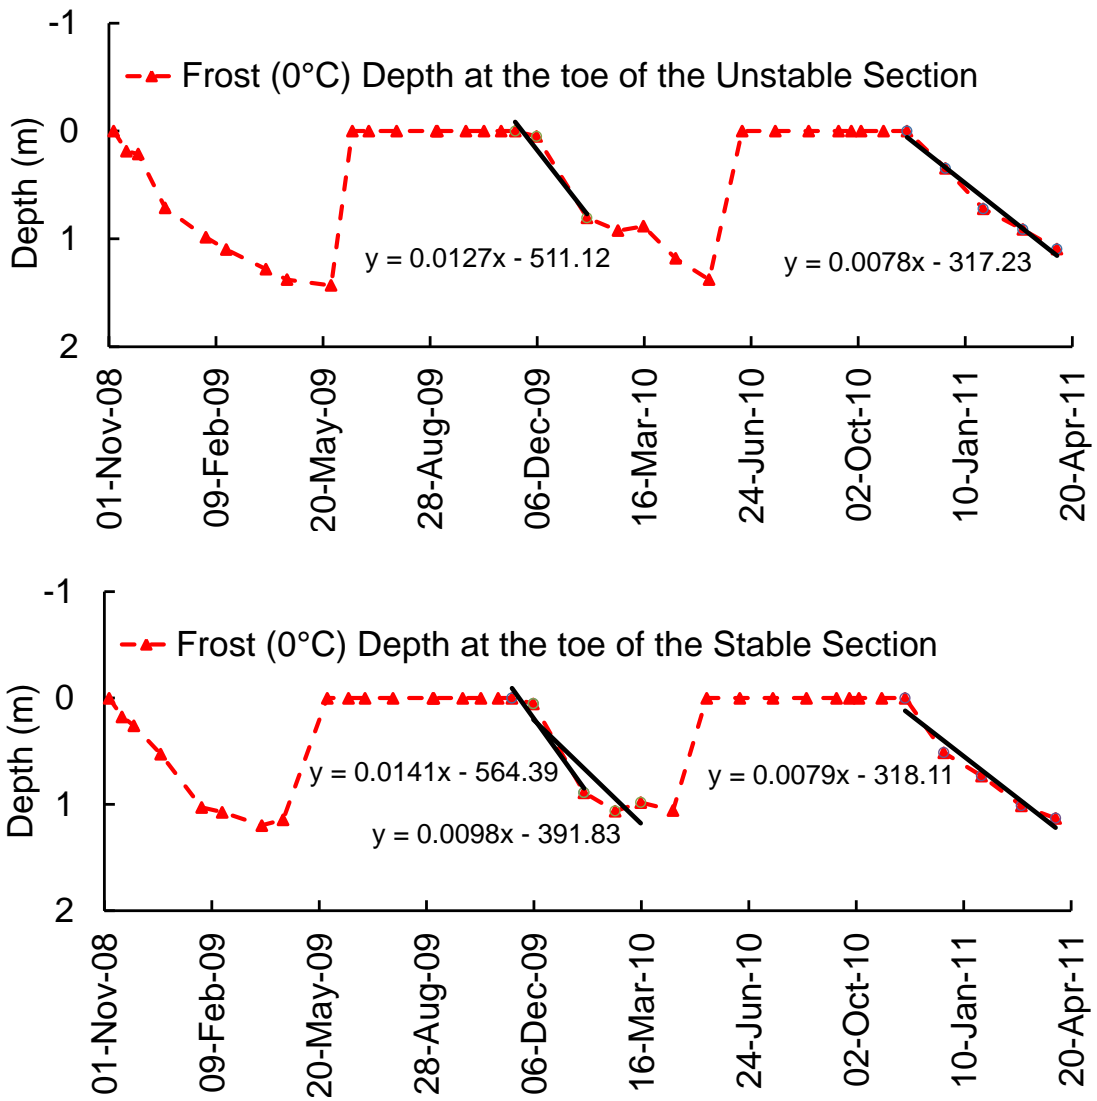 -1
Frost (0°C) Depth at the toe of the Unstable Section
0
1
2
Depth (m)
y = 0.0127x - 511.12
y = 0.0078x - 317.23
01-Nov-08
09-Feb-09
20-May-09
28-Aug-09
06-Dec-09
16-Mar-10
24-Jun-10
02-Oct-10
10-Jan-11
20-Apr-11
-1
Frost (0°C) Depth at the toe of the Stable Section
0
1
2
Depth (m)
y = 0.0141x - 564.39
y = 0.0079x - 318.11
y = 0.0098x - 391.83
01-Nov-08
09-Feb-09
20-May-09
28-Aug-09
06-Dec-09
16-Mar-10
24-Jun-10
02-Oct-10
10-Jan-11
20-Apr-11